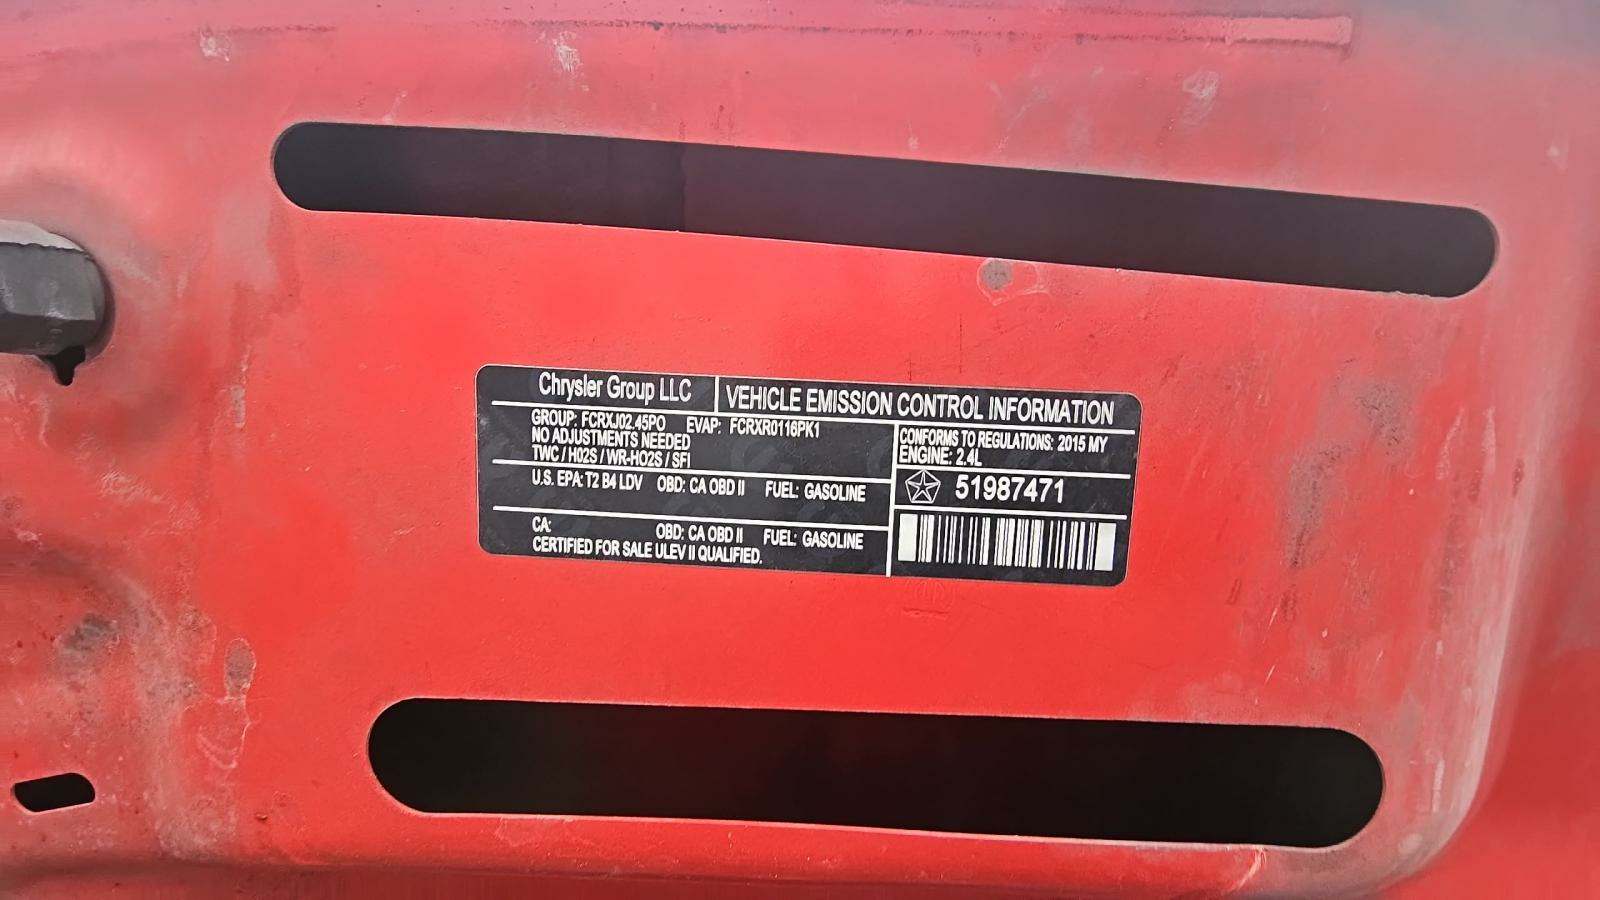 Chrysler Group LLC
VEHICLE EMISSION CONTROL INFORMATION
GROUP: FCRXJ02.45PO EVAP: FCRXR0116PK1
NO ADJUSTMENTS NEEDED
TWC / HO2S / WR-HO2S / SFI
U.S. EPA: T2 B4 LDV OBD: CA OBD II FUEL: GASOLINE
CA: OBD: CA OBD II FUEL: GASOLINE
CERTIFIED FOR SALE ULEV II QUALIFIED.
CONFORMS TO REGULATIONS: 2015 MY
ENGINE: 2.4L
51987471